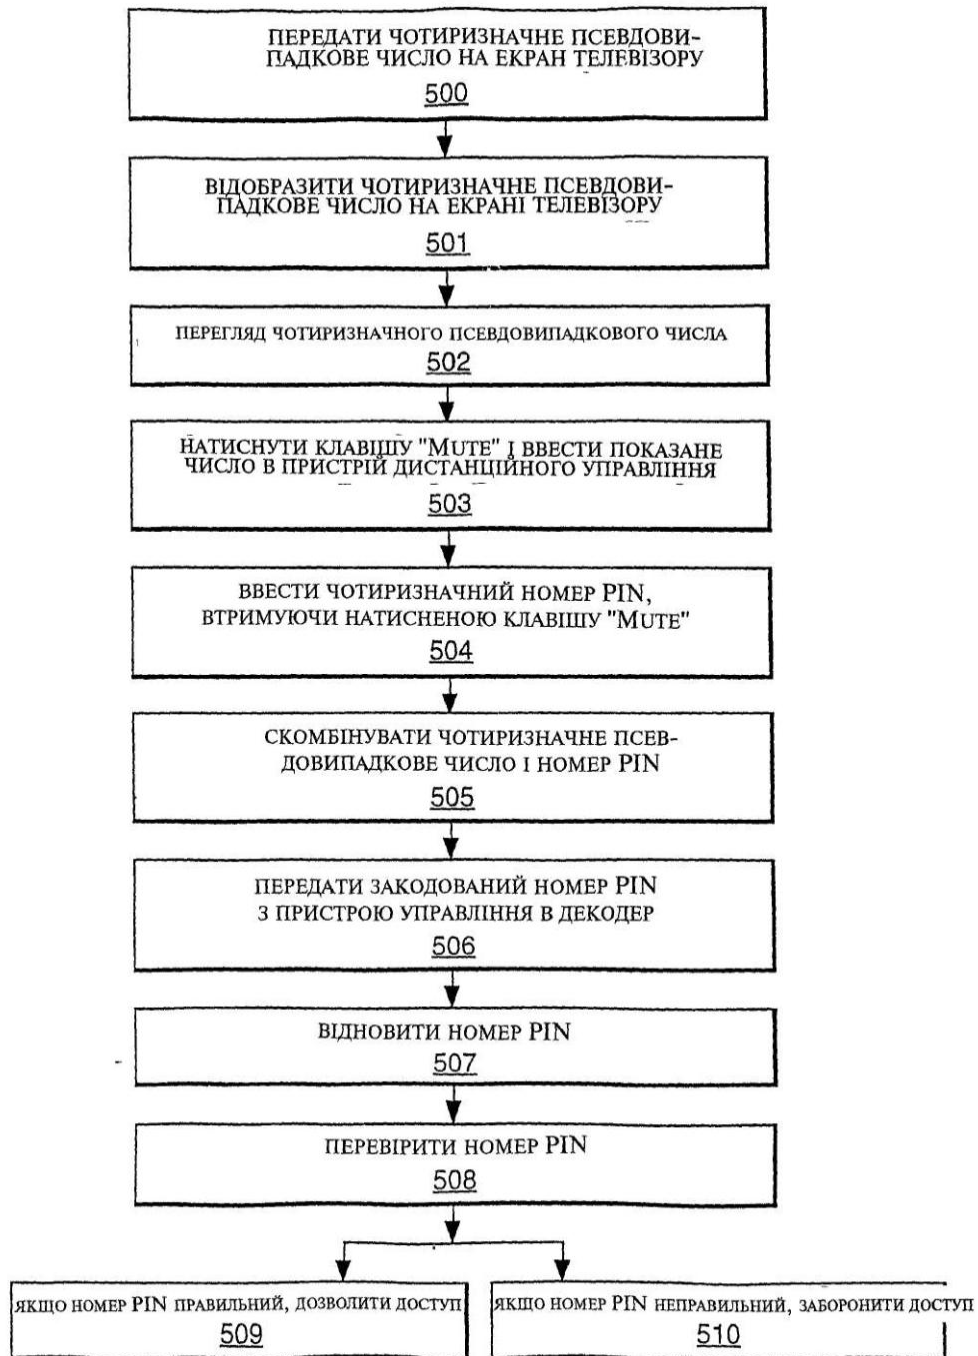 ПЕРЕДАТИ ЧОТИРИЗНАЧНЕ ПСЕВДОВИ-
ПАДКОВЕ ЧИСЛО НА ЕКРАН ТЕЛЕВІЗОРУ
500
ВІДОБРАЗИТИ ЧОТИРИЗНАЧНЕ ПСЕВДОВИ-
ПАДКОВЕ ЧИСЛО НА ЕКРАНІ ТЕЛЕВІЗОРУ
501
ПЕРЕГЛЯД ЧОТИРИЗНАЧНОГО ПСЕВДОВИПАДКОВОГО ЧИСЛА
502
НАТИСНУТИ КЛАВІШУ "MUTE" І ВВЕСТИ ПОКАЗАНЕ
ЧИСЛО В ПРИСТРІЙ ДИСТАНЦІЙНОГО УПРАВЛІННЯ
503
ВВЕСТИ ЧОТИРИЗНАЧНИЙ НОМЕР PIN,
ВТРИМУЮЧИ НАТИСНЕНОЮ КЛАВІШУ "MUTE"
504
СКОМБІНУВАТИ ЧОТИРИЗНАЧНЕ ПСЕВ-
ДОВИПАДКОВЕ ЧИСЛО І НОМЕР PIN
505
ПЕРЕДАТИ ЗАКОДОВАНИЙ НОМЕР PIN
З ПРИСТРОЮ УПРАВЛІННЯ В ДЕКОДЕР
506
ВІДНОВИТИ НОМЕР PIN
507
ПЕРЕВІРИТИ НОМЕР PIN
508
ЯКЩО НОМЕР PIN ПРАВИЛЬНИЙ, ДОЗВОЛИТИ ДОСТУП
509
ЯКЩО НОМЕР PIN НЕПРАВИЛЬНИЙ, ЗАБОРОНИТИ ДОСТУП
510